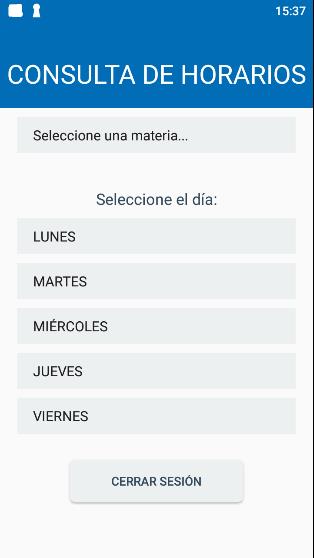 15:37
CONSULTA DE HORARIOS
Seleccione una materia...
Seleccione el día:
LUNES
MARTES
MIÉRCOLES
JUEVES
VIERNES
CERRAR SESIÓN